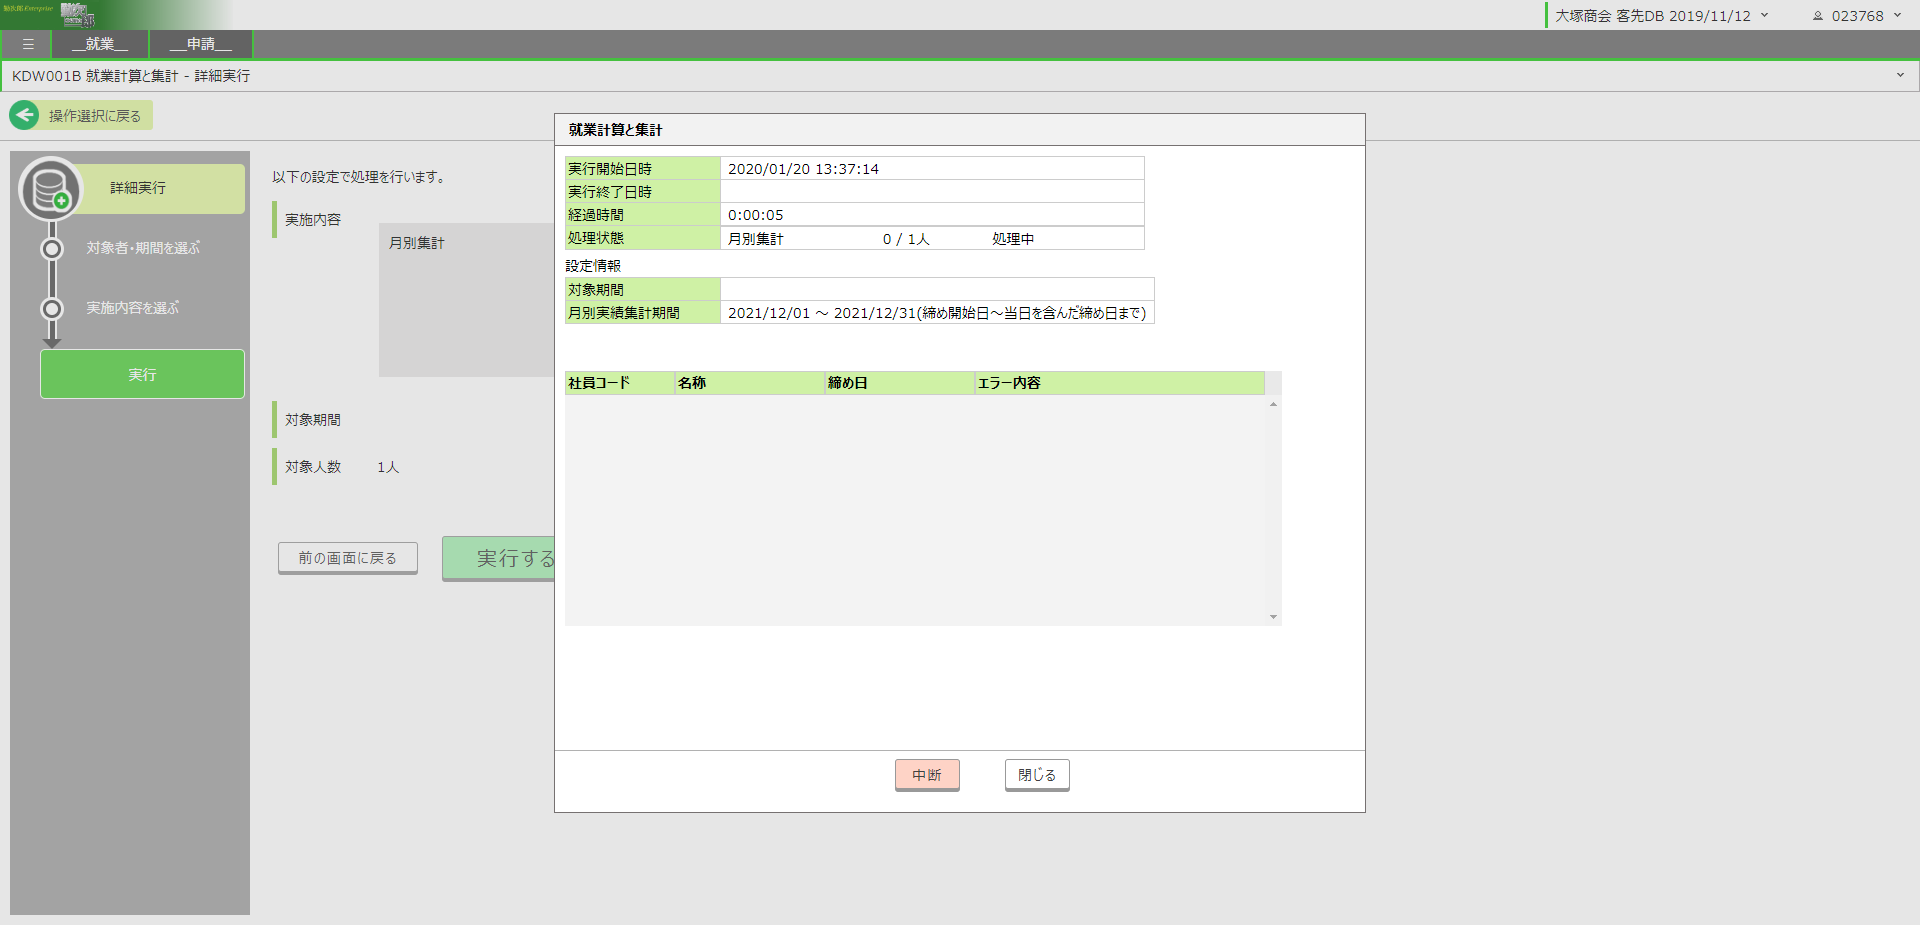 勤次郎 Enterprise
大塚商会 客先DB 2019/11/12
023768
__就業__
__申請__
KDW001B 就業計算と集計 - 詳細実行
操作選択に戻る
詳細実行
対象者・期間を選ぶ
実施内容を選ぶ
実行
以下の設定で処理を行います。
実施内容
月別集計
対象期間
対象人数 1人
前の画面に戻る
実行する
就業計算と集計
実行開始日時 2020/01/20 13:37:14
実行終了日時
経過時間 0:00:05
処理状態 月別集計 0 / 1人 処理中
設定情報
対象期間
月別実績集計期間 2021/12/01 ～ 2021/12/31(締め開始日～当日を含んだ締め日まで)
社員コード 名称 締め日 エラー内容
中断
閉じる